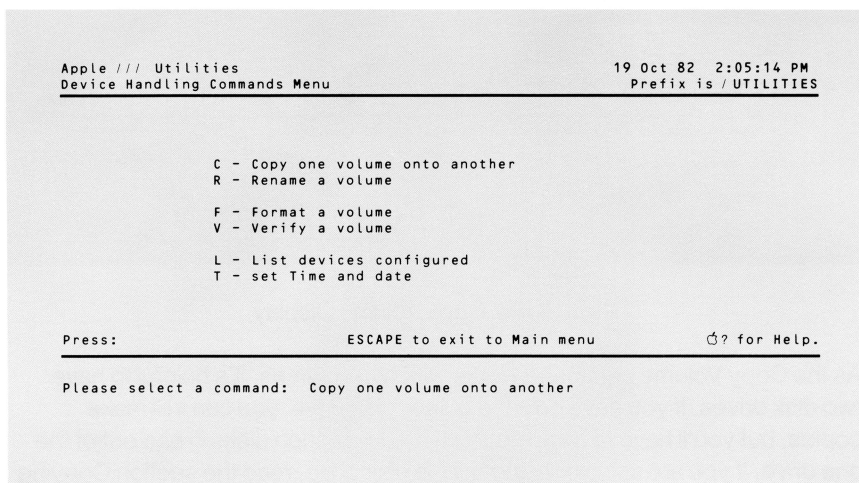 Apple /// Utilities 19 Oct 82 2:05:14 PM
Device Handling Commands Menu Prefix is /UTILITIES
C - Copy one volume onto another
R - Rename a volume
F - Format a volume
V - Verify a volume
L - List devices configured
T - set Time and date
Press: ESCAPE to exit to Main menu ? for Help.
Please select a command: Copy one volume onto another